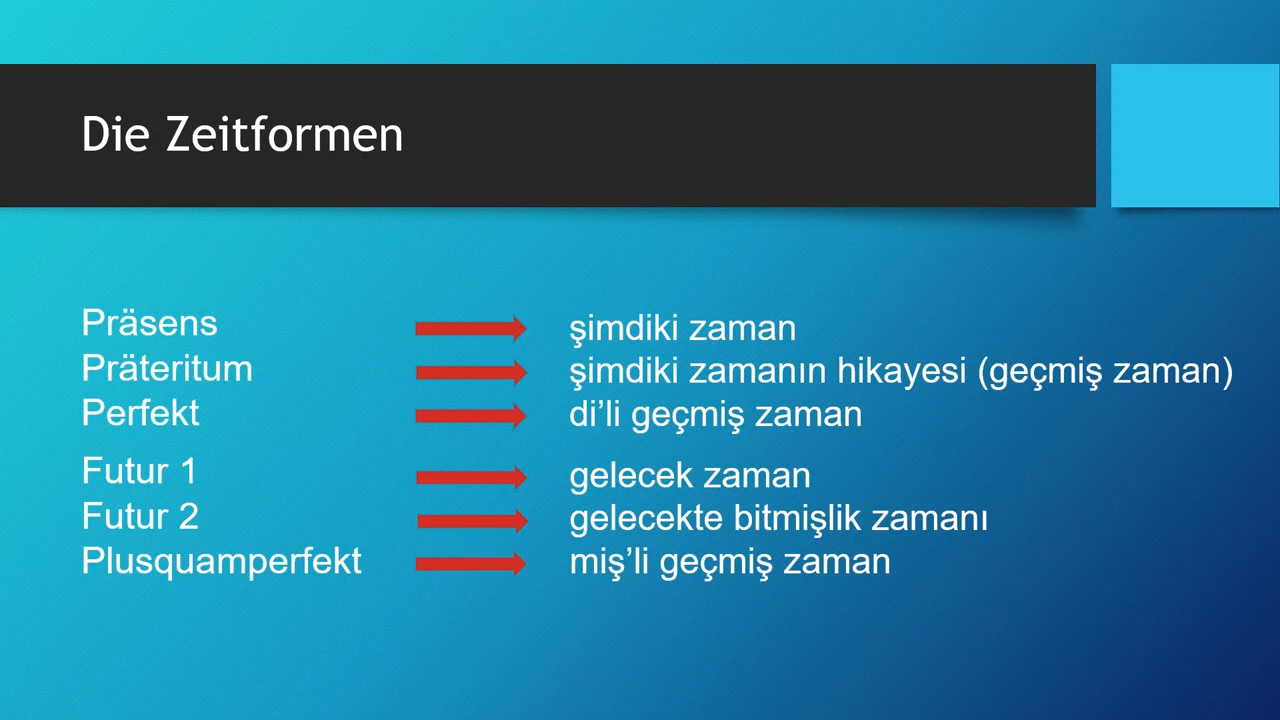 Die Zeitformen
Präsens şimdiki zaman
Präteritum şimdiki zamanın hikayesi (geçmiş zaman)
Perfekt di’li geçmiş zaman
Futur 1 gelecek zaman
Futur 2 gelecekte bitmişlik zamanı
Plusquamperfekt miş’li geçmiş zaman